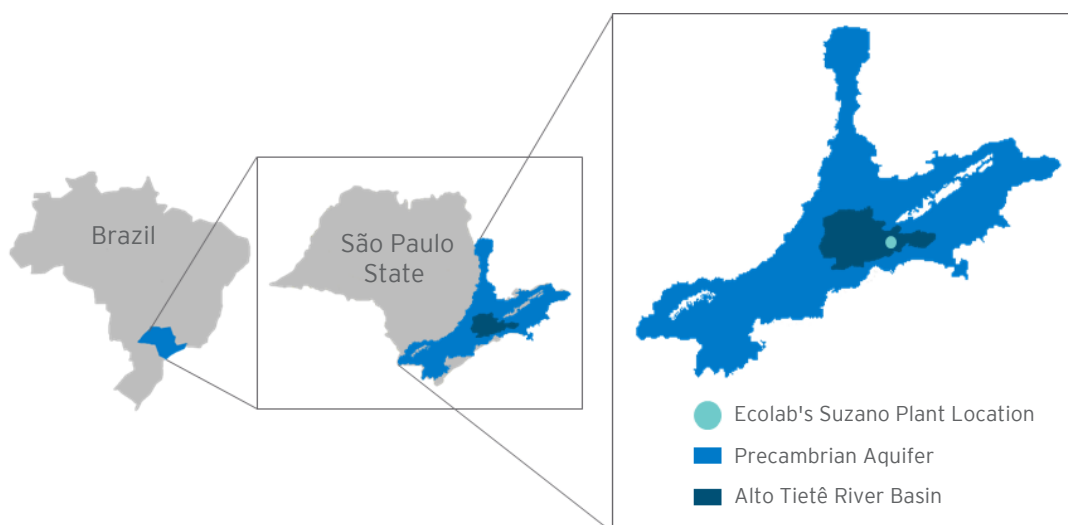 Brazil
São Paulo
State
Ecolab's Suzano Plant Location
Precambrian Aquifer
Alto Tietê River Basin